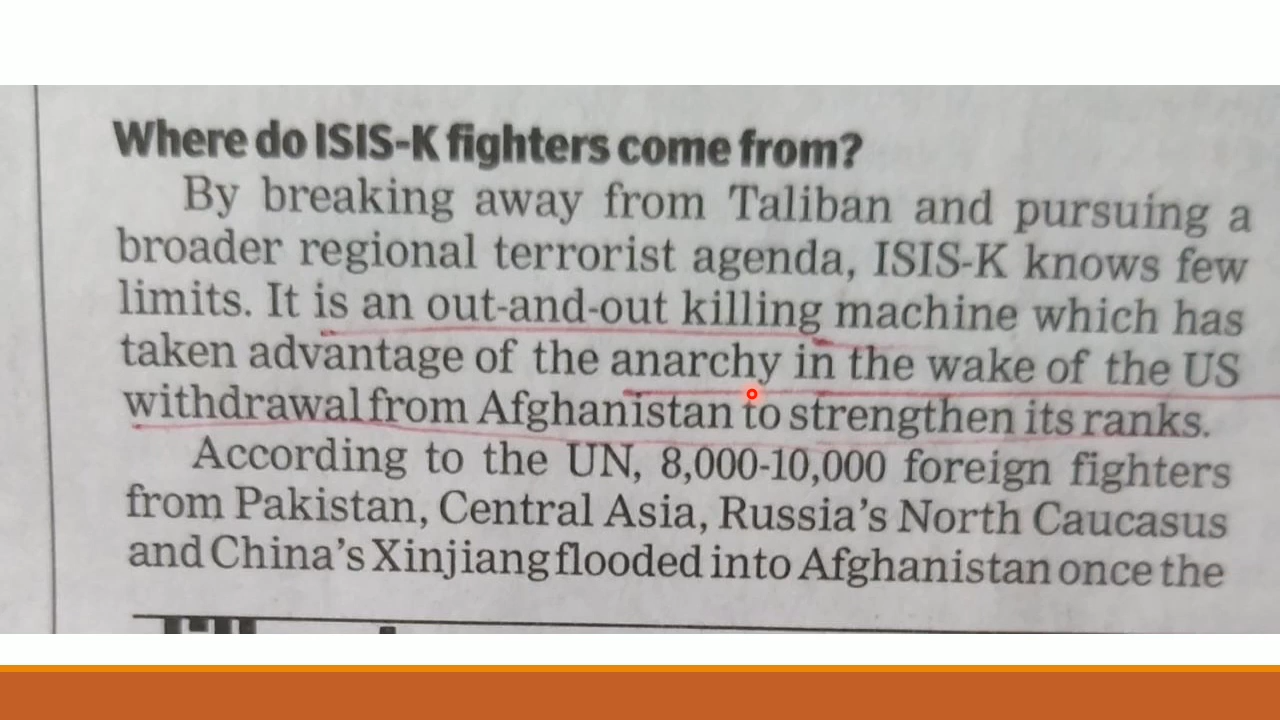 Where do ISIS-K fighters come from?
By breaking away from Taliban and pursuing a
broader regional terrorist agenda, ISIS-K knows few
limits. It is an out-and-out killing machine which has
taken advantage of the anarchy in the wake of the US
withdrawal from Afghanistan to strengthen its ranks.
According to the UN, 8,000-10,000 foreign fighters
from Pakistan, Central Asia, Russia's North Caucasus
and China's Xinjiang flooded into Afghanistan once the